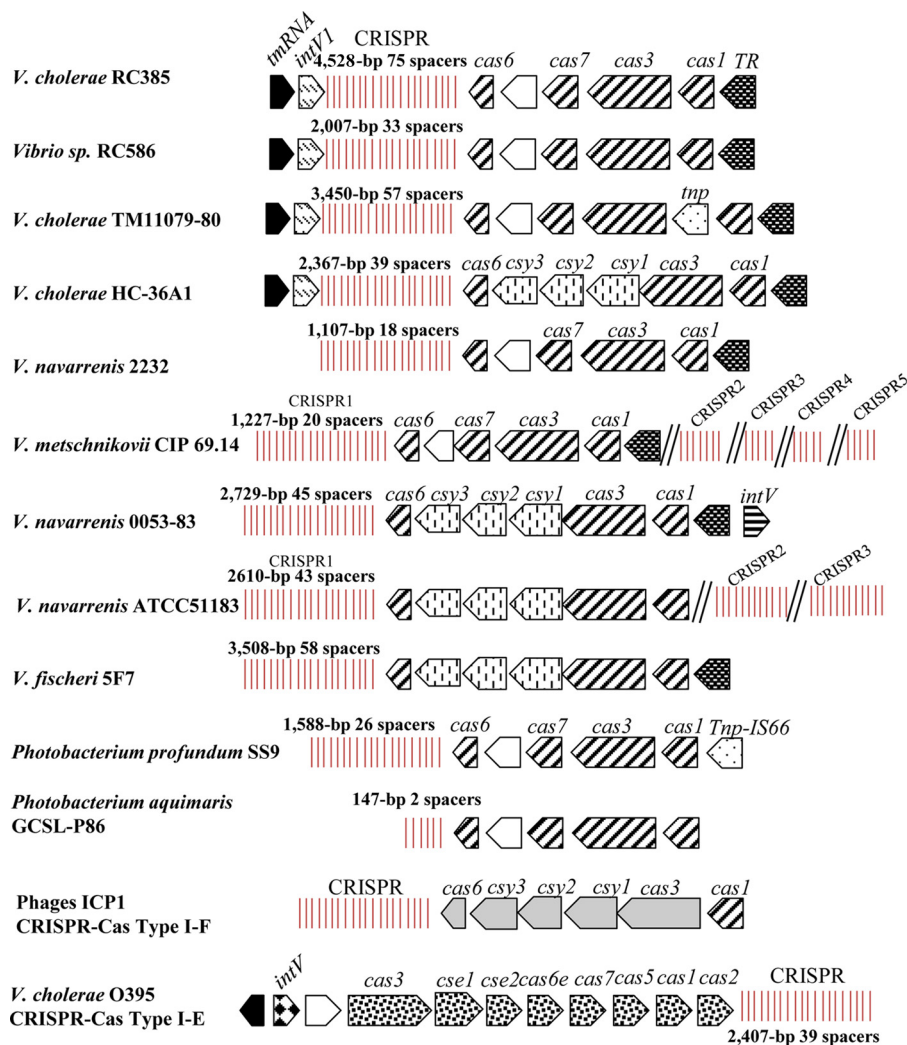 tmRNA intV1 CRISPR
4,528-bp 75 spacers cas6 cas7 cas3 cas1 TR
V. cholerae RC385
2,007-bp 33 spacers
Vibrio sp. RC586
3,450-bp 57 spacers tnp
V. cholerae TM11079-80
2,367-bp 39 spacers cas6 csy3 csy2 csy1 cas3 cas1
V. cholerae HC-36A1
1,107-bp 18 spacers cas7 cas3 cas1
V. navarrenis 2232
CRISPR1 CRISPR2 CRISPR3 CRISPR4 CRISPR5
1,227-bp 20 spacers cas6 cas7 cas3 cas1
V. metschnikovii CIP 69.14
2,729-bp 45 spacers cas6 csy3 csy2 csy1 cas3 cas1 intV
V. navarrenis 0053-83
CRISPR1 CRISPR2 CRISPR3
2610-bp 43 spacers
V. navarrenis ATCC51183
3,508-bp 58 spacers
V. fischeri 5F7
1,588-bp 26 spacers cas6 cas7 cas3 cas1 Tnp-IS66
Photobacterium profundum SS9
Photobacterium aquimaris 147-bp 2 spacers
GCSL-P86
CRISPR cas6 csy3 csy2 csy1 cas3 cas1
Phages ICP1
CRISPR-Cas Type I-F
intV cas3 cse1 cse2 cas6e cas7 cas5 cas1 cas2 CRISPR
V. cholerae O395
CRISPR-Cas Type I-E
2,407-bp 39 spacers